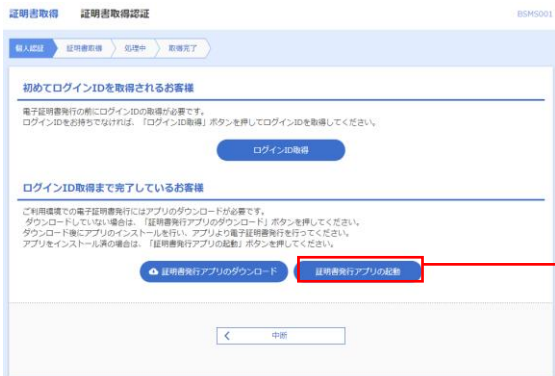 証明書取得 証明書取得認証 BSMS001
個人認証 証明書取得 処理中 取得完了
初めてログインIDを取得されるお客様
電子証明書発行の前にログインIDの取得が必要です。
ログインIDをお持ちでなければ、「ログインID取得」ボタンを押してログインIDを取得してください。
ログインID取得
ログインID取得まで完了しているお客様
ご利用環境での電子証明書発行にはアプリのダウンロードが必要です。
ダウンロードしていない場合は、「証明書発行アプリのダウンロード」ボタンを押してください。
ダウンロード後にアプリのインストールを行い、アプリより電子証明書発行を行ってください。
アプリをインストール済の場合は、「証明書発行アプリの起動」ボタンを押してください。
証明書発行アプリのダウンロード 証明書発行アプリの起動
中断